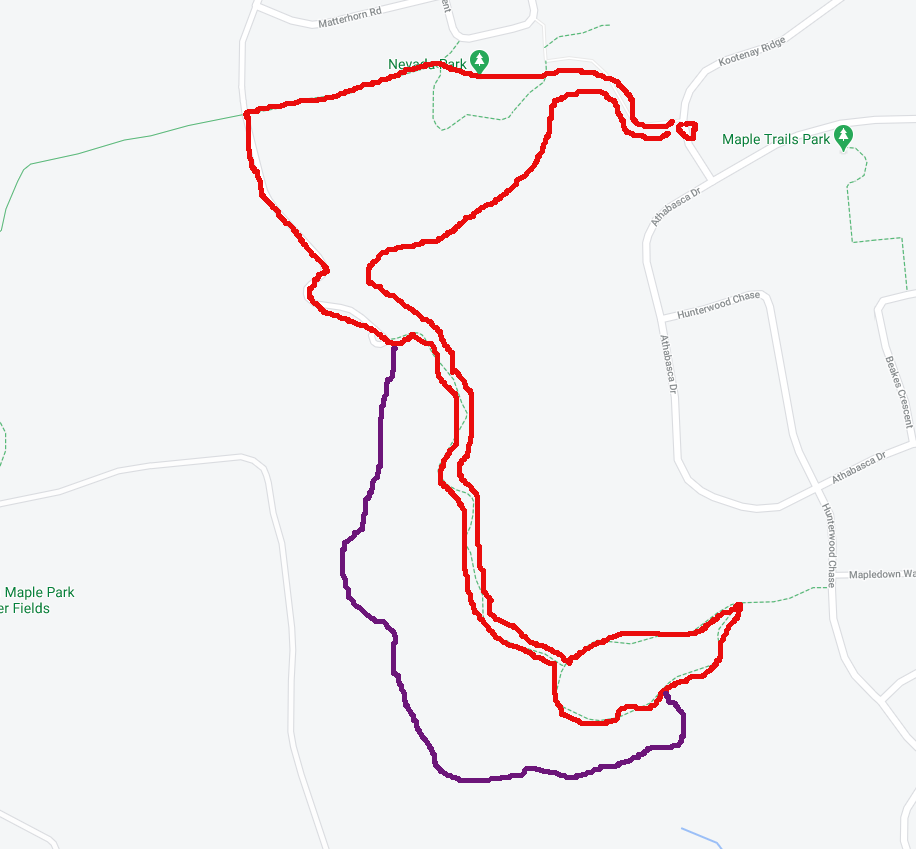 Matterhorn Rd
Nevada Park
Kootenay Ridge
Maple Trails Park
Athabasca Dr
Hunterwood Chase
Athabasca Dr
Beakes Crescent
Athabasca Dr
Hunterwood Chase
Mapledown Wa
Maple Park
er Fields